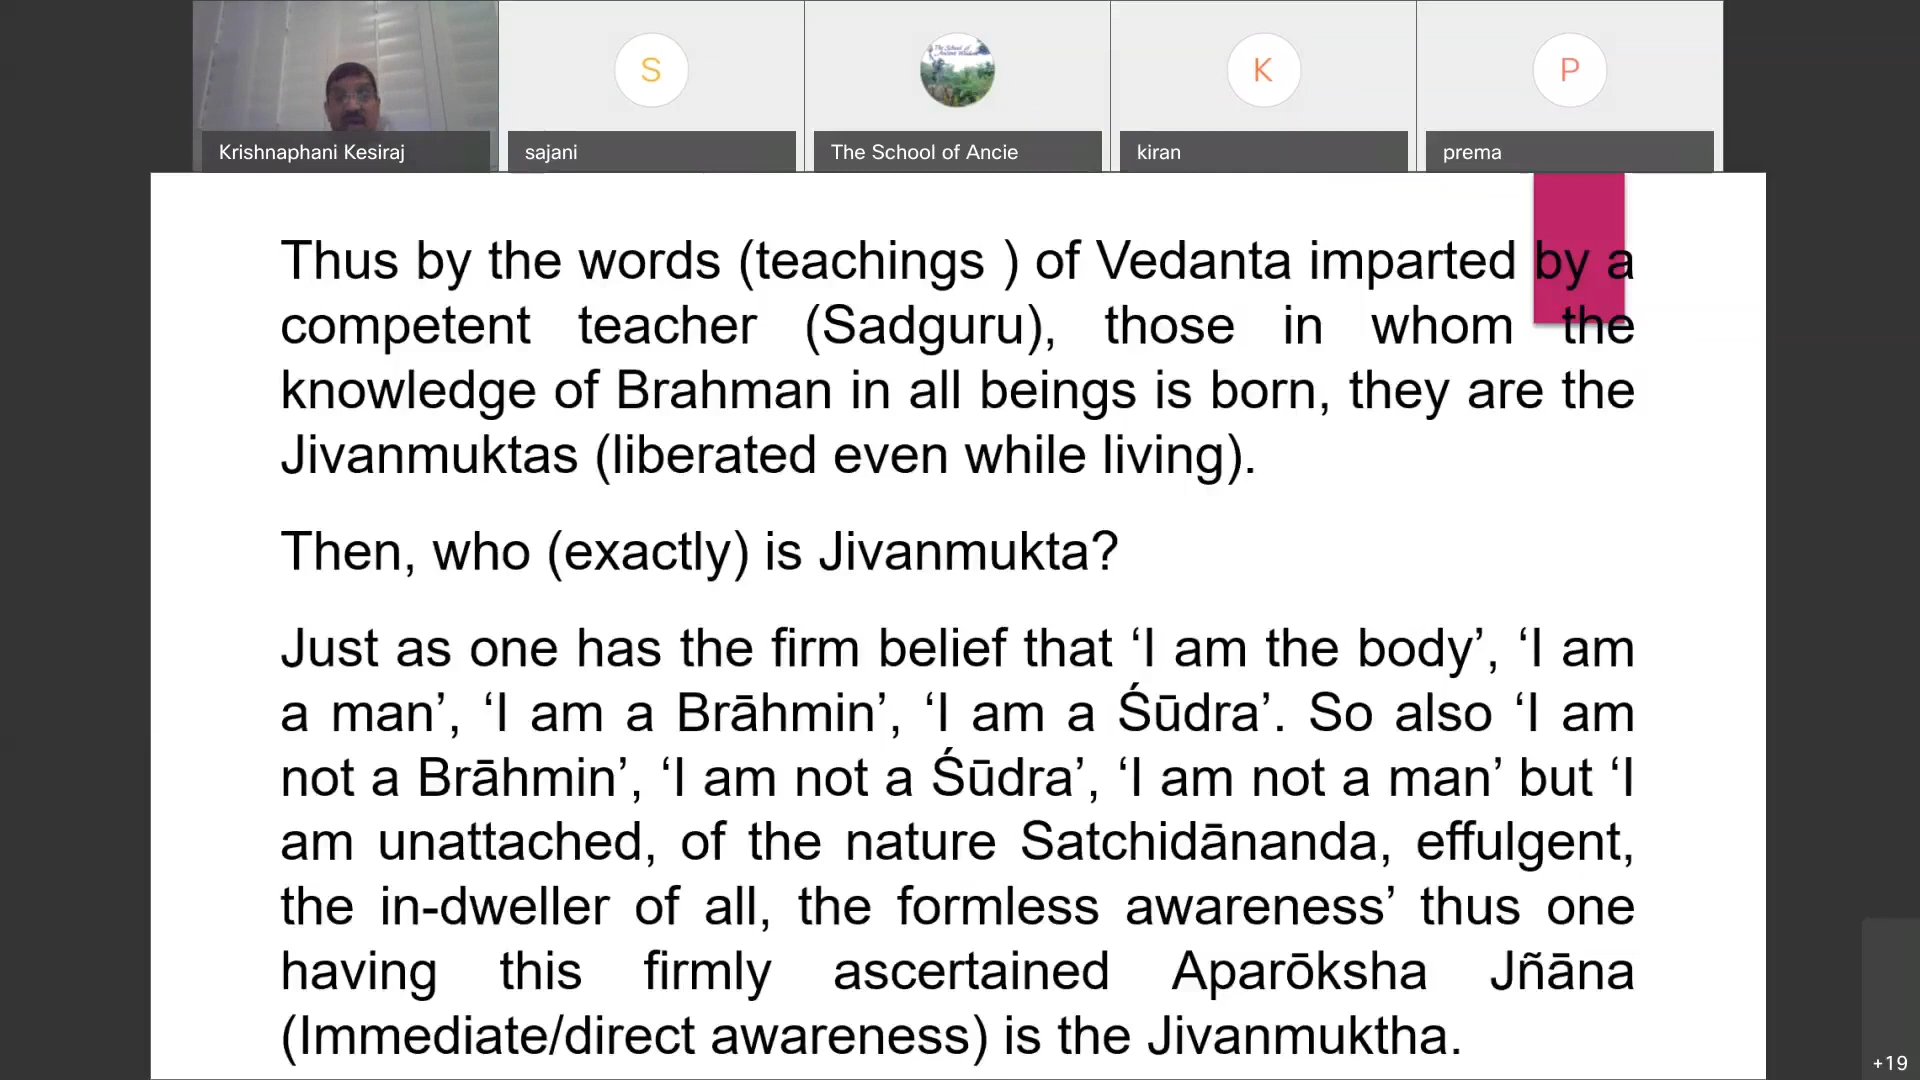 S
K
P
Krishnaphani Kesiraj
sajani
The School of Ancie
kiran
prema
Thus by the words (teachings ) of Vedanta imparted by a
competent teacher (Sadguru), those in whom the
knowledge of Brahman in all beings is born, they are the
Jivanmuktas (liberated even while living).
Then, who (exactly) is Jivanmukta?
Just as one has the firm belief that ‘I am the body’, ‘I am
a man’, ‘I am a Brāhmin’, ‘I am a Śūdra’. So also ‘I am
not a Brāhmin’, ‘I am not a Śūdra’, ‘I am not a man’ but ‘I
am unattached, of the nature Satchidānanda, effulgent,
the in-dweller of all, the formless awareness’ thus one
having this firmly ascertained Aparōksha Jñāna
(Immediate/direct awareness) is the Jivanmuktha.
+19